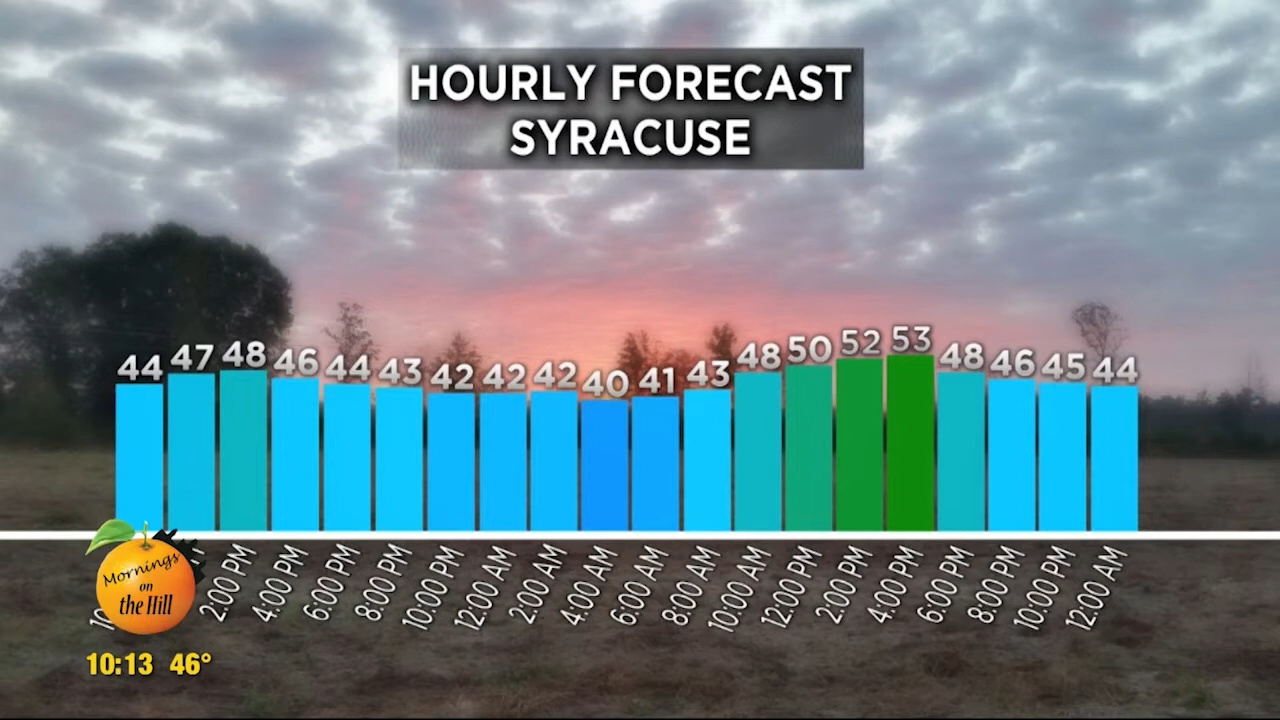 HOURLY FORECAST
SYRACUSE
44 47 48 46 44 43 42 42 42 40 41 43 48 50 52 53 48 46 45 44
2:00 PM 4:00 PM 6:00 PM 8:00 PM 10:00 PM 12:00 AM 2:00 AM 4:00 AM 6:00 AM 8:00 AM 10:00 AM 12:00 PM 2:00 PM 4:00 PM 6:00 PM 8:00 PM 10:00 PM 12:00 AM
Mornings
on
the Hill
10:13 46°